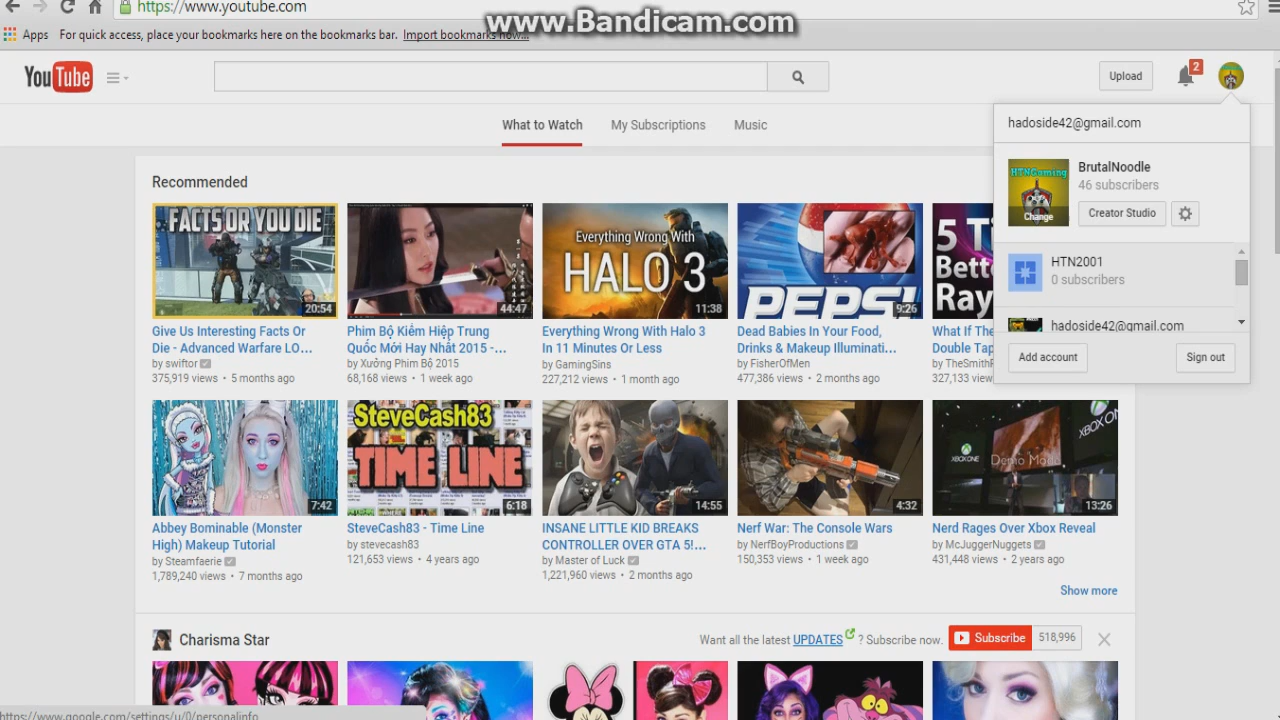 https://www.youtube.com
www.Bandicam.com
Apps For quick access, place your bookmarks here on the bookmarks bar. Import bookmarks now...
YouTube
Upload
2
What to Watch My Subscriptions Music
hadoside42@gmail.com
HTNGaming
Change
BrutalNoodle
46 subscribers
Creator Studio
HTN2001
0 subscribers
hadoside42@gmail.com
Add account Sign out
Recommended
FACTS OR YOU DIE
20:54
Give Us Interesting Facts Or
Die - Advanced Warfare LO...
by swiftor
375,919 views • 5 months ago
44:47
Phim Bộ Kiếm Hiệp Trung
Quốc Mới Hay Nhất 2015 -...
by Xưởng Phim Bộ 2015
68,168 views • 1 week ago
Everything Wrong With
HALO 3
11:38
Everything Wrong With Halo 3
In 11 Minutes Or Less
by GamingSins
227,212 views • 1 month ago
PEPSI
9:26
Dead Babies In Your Food,
Drinks & Makeup Illuminati...
by FisherOfMen
477,386 views • 2 months ago
5 Ti
Bette
Ray
What If The
Double Tap
by TheSmithP
327,133
7:42
Abbey Bominable (Monster
High) Makeup Tutorial
by Steamfaerie
1,789,240 views • 7 months ago
SteveCash83
TIME LINE
6:18
SteveCash83 - Time Line
by stevecash83
121,653 views • 4 years ago
14:55
INSANE LITTLE KID BREAKS
CONTROLLER OVER GTA 5!...
by Master of Luck
1,221,960 views • 2 months ago
4:32
Nerf War: The Console Wars
by NerfBoyProductions
150,353 views • 1 week ago
XBOX ONE
XBOX ON
Demo Mode
13:26
Nerd Rages Over Xbox Reveal
by McJuggerNuggets
431,448 views • 2 years ago
Show more
Charisma Star
Want all the latest UPDATES ? Subscribe now. Subscribe 518,996
https://www.google.com/settings/u/0/personalinfo